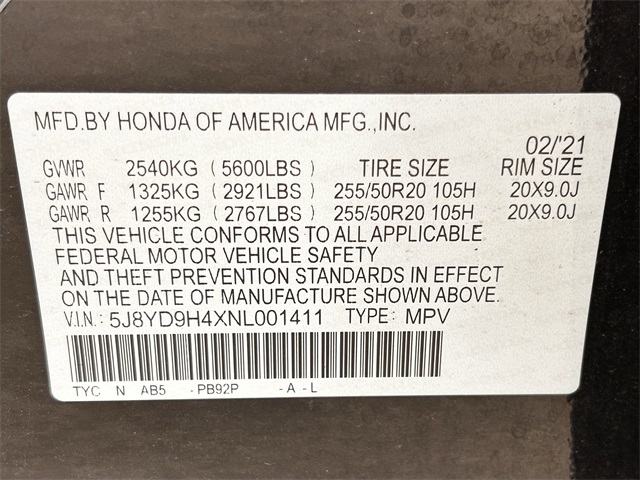 MFD.BY HONDA OF AMERICA MFG.,INC.
02/'21
GVWR 2540KG (5600LBS) TIRE SIZE RIM SIZE
GAWR F 1325KG (2921LBS) 255/50R20 105H 20X9.0J
GAWR R 1255KG (2767LBS) 255/50R20 105H 20X9.0J
THIS VEHICLE CONFORMS TO ALL APPLICABLE
FEDERAL MOTOR VEHICLE SAFETY
AND THEFT PREVENTION STANDARDS IN EFFECT
ON THE DATE OF MANUFACTURE SHOWN ABOVE.
V.I.N.: 5J8YD9H4XNL001411 TYPE: MPV
TYC N AB5 -PB92P -A-L